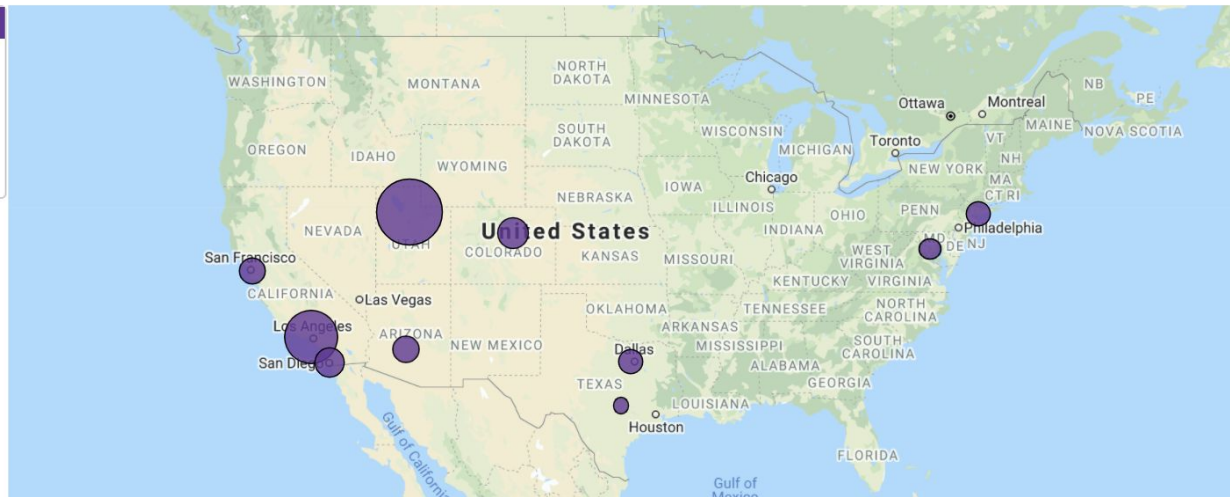 NORTH
DAKOTA
WASHINGTON
MONTANA
MINNESOTA
NB
PE
Ottawa
Montreal
MAINE
NOVA SCOTIA
SOUTH
DAKOTA
WISCONSIN
Toronto
VT
OREGON
IDAHO
MICHIGAN
NH
WYOMING
NEW YORK
MA
CT RI
Chicago
IOWA
NEBRASKA
ILLINOIS
OHIO
PENN
NEVADA
United States
INDIANA
Philadelphia
MD
DE
NJ
UTAH
COLORADO
KANSAS
MISSOURI
WEST
VIRGINIA
San Francisco
KENTUCKY
VIRGINIA
CALIFORNIA
Las Vegas
OKLAHOMA
TENNESSEE
NORTH
CAROLINA
Los Angeles
ARIZONA
NEW MEXICO
ARKANSAS
MISSISSIPPI
SOUTH
CAROLINA
San Diego
Dallas
ALABAMA
TEXAS
GEORGIA
LOUISIANA
Houston
Gulf of California
FLORIDA
Gulf of
Mexico